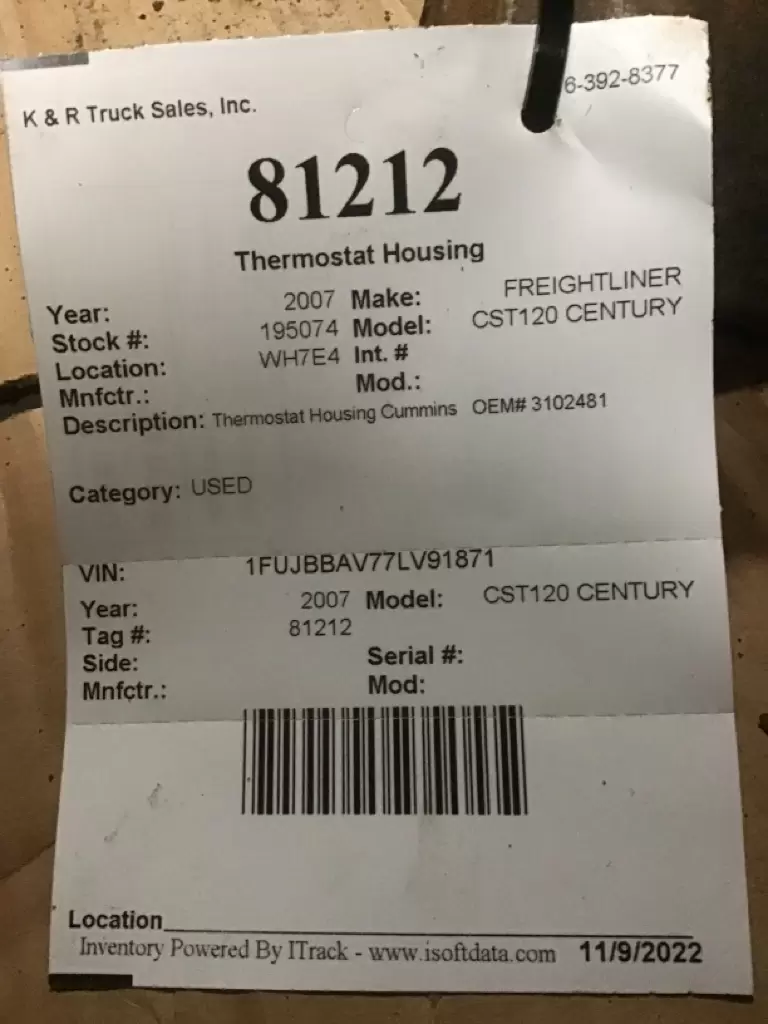 K & R Truck Sales, Inc. 6-392-8377
81212
Thermostat Housing
Year: 2007 Make: FREIGHTLINER
Stock #: 195074 Model: CST120 CENTURY
Location: WH7E4 Int. #
Mnfctr.: Mod.:
Description: Thermostat Housing Cummins OEM# 3102481
Category: USED
VIN: 1FUJBBAV77LV91871
Year: 2007 Model: CST120 CENTURY
Tag #: 81212
Side: Serial #:
Mnfctr.: Mod:
Location
Inventory Powered By ITrack - www.isoftdata.com 11/9/2022